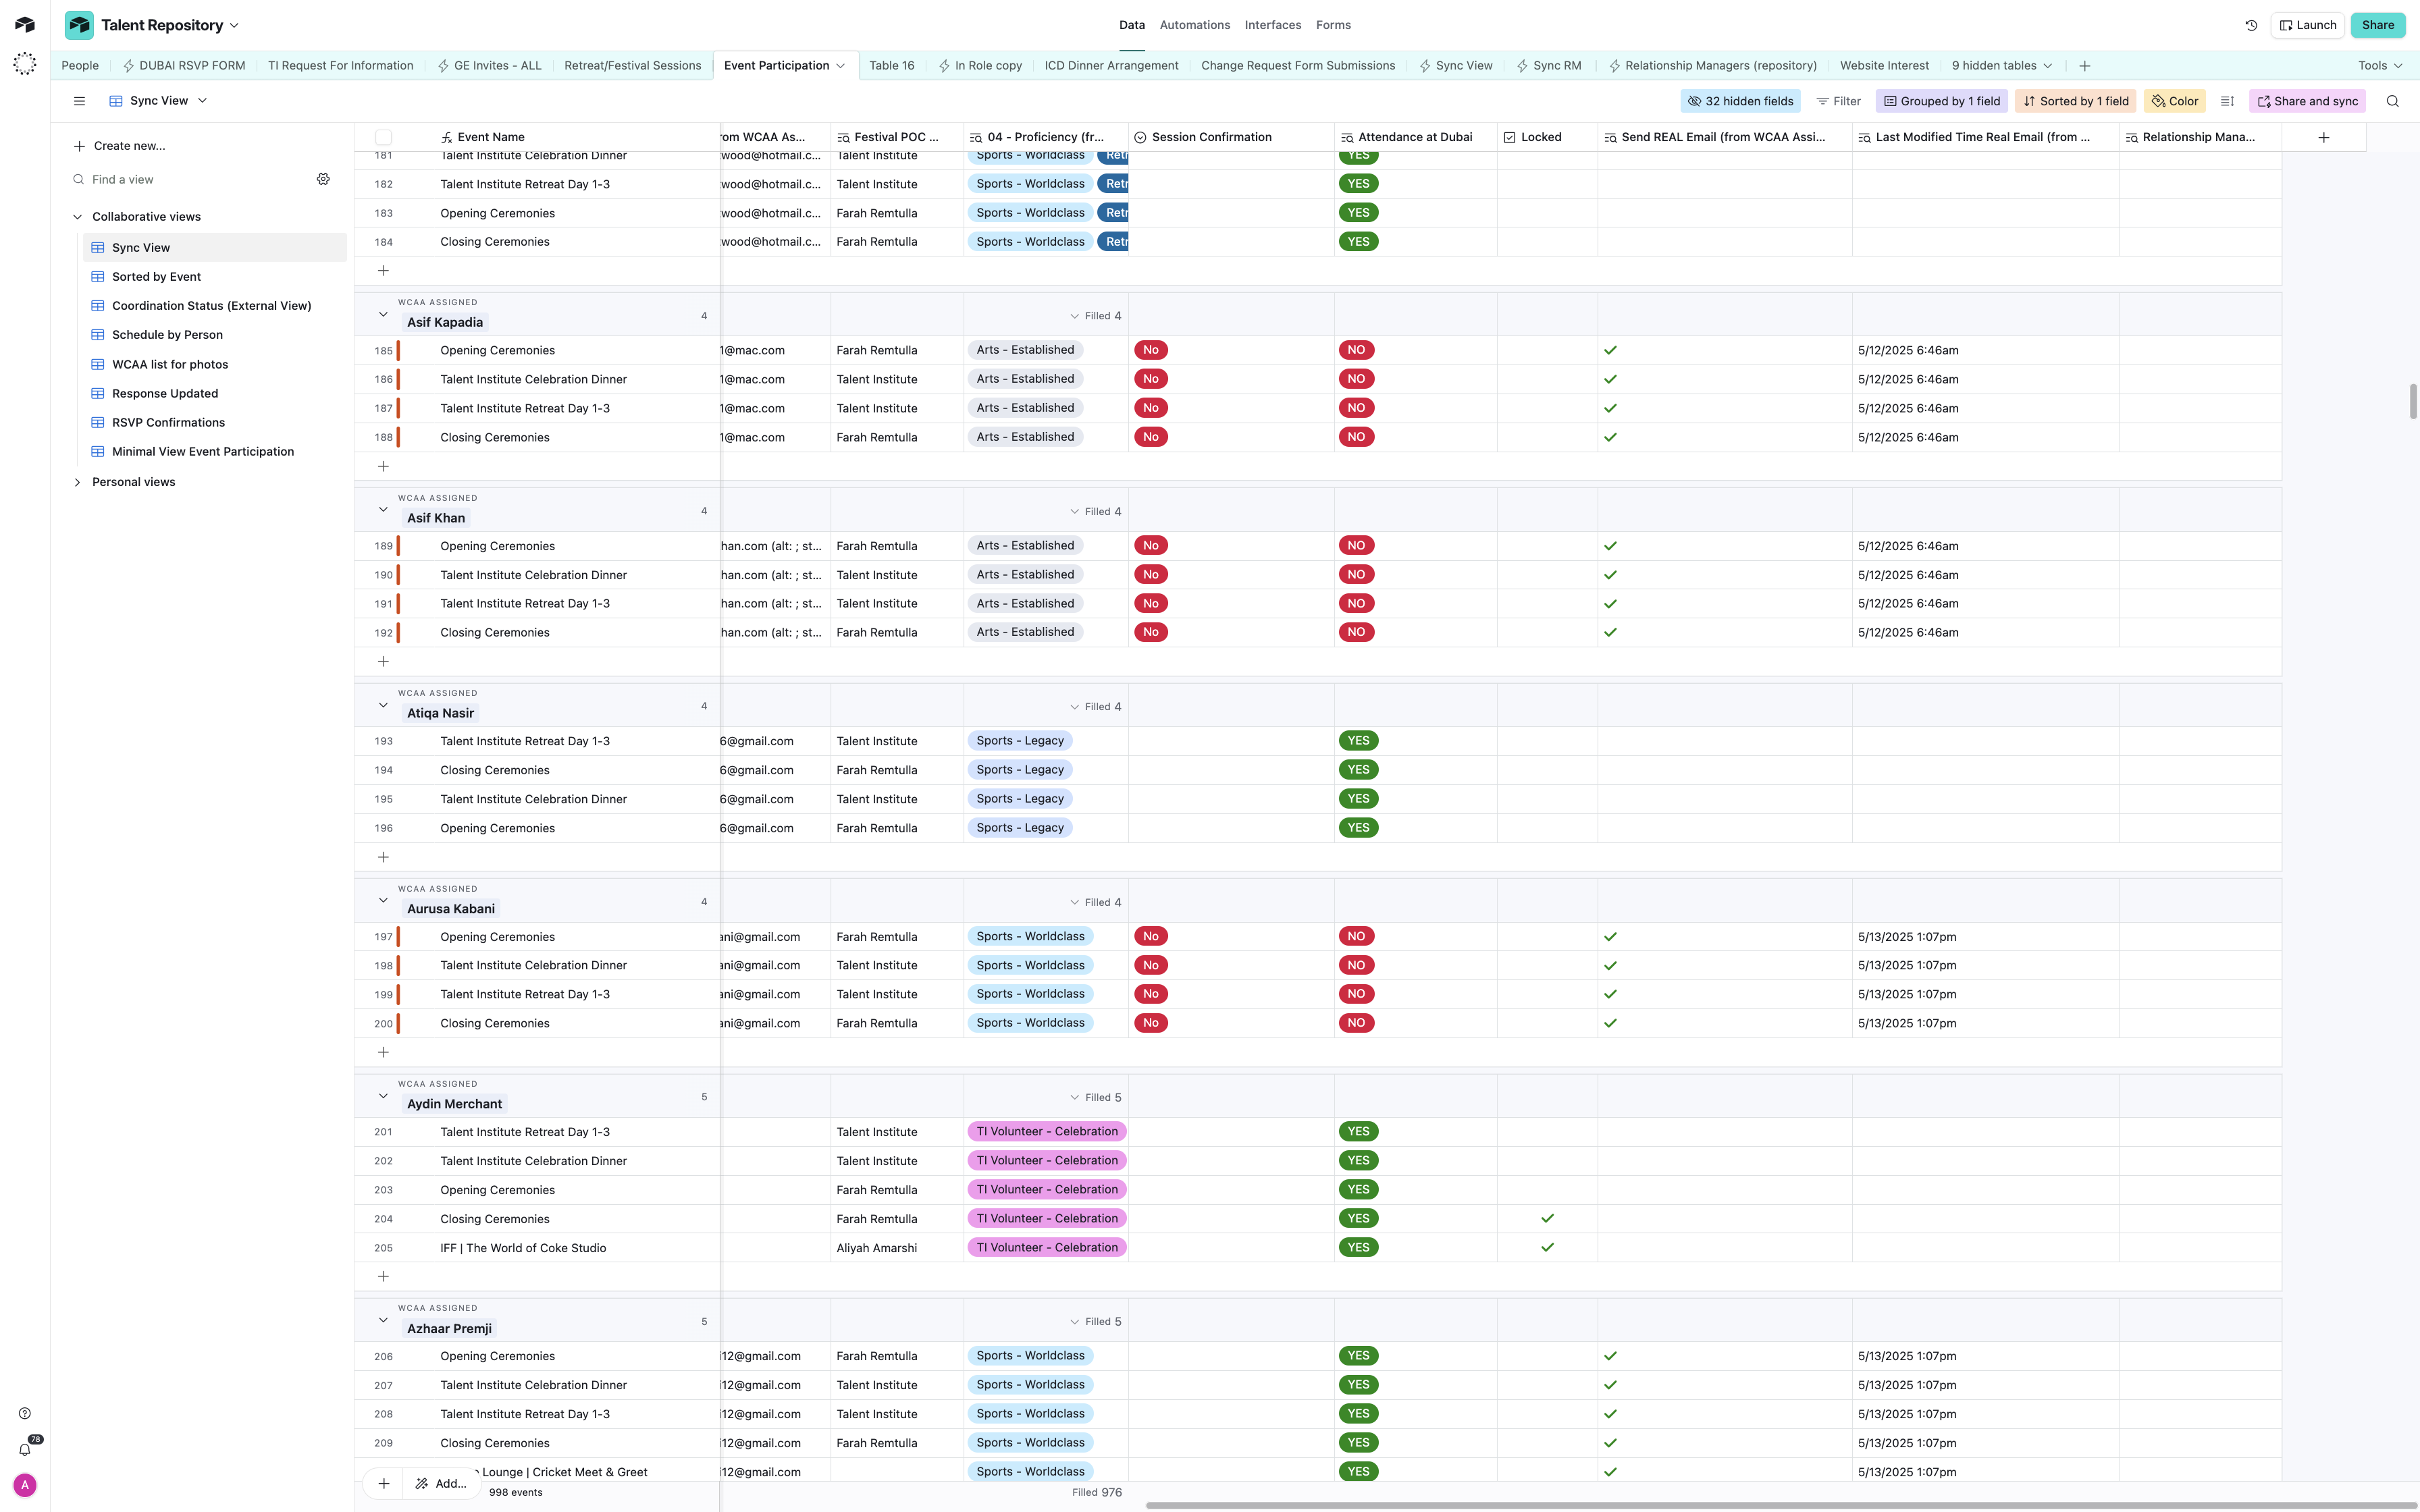 Talent Repository
Data Automations Interfaces Forms
Launch Share
People DUBAI RSVP FORM TI Request For Information GE Invites - ALL Retreat/Festival Sessions Event Participation Table 16 In Role copy ICD Dinner Arrangement Change Request Form Submissions Sync View Sync RM Relationship Managers (repository) Website Interest 9 hidden tables Tools
Sync View
32 hidden fields Filter Grouped by 1 field Sorted by 1 field Color Share and sync
Create new...
Find a view
Collaborative views
Sync View
Sorted by Event
Coordination Status (External View)
Schedule by Person
WCAA list for photos
Response Updated
RSVP Confirmations
Minimal View Event Participation
Personal views
Event Name rom WCAA As... Festival POC ... 04 - Proficiency (fr... Session Confirmation Attendance at Dubai Locked Send REAL Email (from WCAA Assi... Last Modified Time Real Email (from ... Relationship Mana...
181 Talent Institute Celebration Dinner wood@hotmail.c... Talent Institute Sports - Worldclass Retr YES
182 Talent Institute Retreat Day 1-3 wood@hotmail.c... Talent Institute Sports - Worldclass Retr YES
183 Opening Ceremonies wood@hotmail.c... Farah Remtulla Sports - Worldclass Retr YES
184 Closing Ceremonies wood@hotmail.c... Farah Remtulla Sports - Worldclass Retr YES
WCAA ASSIGNED
Asif Kapadia 4 Filled 4
185 Opening Ceremonies 1@mac.com Farah Remtulla Arts - Established No NO 5/12/2025 6:46am
186 Talent Institute Celebration Dinner 1@mac.com Talent Institute Arts - Established No NO 5/12/2025 6:46am
187 Talent Institute Retreat Day 1-3 1@mac.com Talent Institute Arts - Established No NO 5/12/2025 6:46am
188 Closing Ceremonies 1@mac.com Farah Remtulla Arts - Established No NO 5/12/2025 6:46am
WCAA ASSIGNED
Asif Khan 4 Filled 4
189 Opening Ceremonies han.com (alt: ; st... Farah Remtulla Arts - Established No NO 5/12/2025 6:46am
190 Talent Institute Celebration Dinner han.com (alt: ; st... Talent Institute Arts - Established No NO 5/12/2025 6:46am
191 Talent Institute Retreat Day 1-3 han.com (alt: ; st... Talent Institute Arts - Established No NO 5/12/2025 6:46am
192 Closing Ceremonies han.com (alt: ; st... Farah Remtulla Arts - Established No NO 5/12/2025 6:46am
WCAA ASSIGNED
Atiqa Nasir 4 Filled 4
193 Talent Institute Retreat Day 1-3 6@gmail.com Talent Institute Sports - Legacy YES
194 Closing Ceremonies 6@gmail.com Farah Remtulla Sports - Legacy YES
195 Talent Institute Celebration Dinner 6@gmail.com Talent Institute Sports - Legacy YES
196 Opening Ceremonies 6@gmail.com Farah Remtulla Sports - Legacy YES
WCAA ASSIGNED
Aurusa Kabani 4 Filled 4
197 Opening Ceremonies ani@gmail.com Farah Remtulla Sports - Worldclass No NO 5/13/2025 1:07pm
198 Talent Institute Celebration Dinner ani@gmail.com Talent Institute Sports - Worldclass No NO 5/13/2025 1:07pm
199 Talent Institute Retreat Day 1-3 ani@gmail.com Talent Institute Sports - Worldclass No NO 5/13/2025 1:07pm
200 Closing Ceremonies ani@gmail.com Farah Remtulla Sports - Worldclass No NO 5/13/2025 1:07pm
WCAA ASSIGNED
Aydin Merchant 5 Filled 5
201 Talent Institute Retreat Day 1-3 Talent Institute TI Volunteer - Celebration YES
202 Talent Institute Celebration Dinner Talent Institute TI Volunteer - Celebration YES
203 Opening Ceremonies Farah Remtulla TI Volunteer - Celebration YES
204 Closing Ceremonies Farah Remtulla TI Volunteer - Celebration YES
205 IFF | The World of Coke Studio Aliyah Amarshi TI Volunteer - Celebration YES
WCAA ASSIGNED
Azhaar Premji 5 Filled 5
206 Opening Ceremonies i12@gmail.com Farah Remtulla Sports - Worldclass YES 5/13/2025 1:07pm
207 Talent Institute Celebration Dinner i12@gmail.com Talent Institute Sports - Worldclass YES 5/13/2025 1:07pm
208 Talent Institute Retreat Day 1-3 i12@gmail.com Talent Institute Sports - Worldclass YES 5/13/2025 1:07pm
209 Closing Ceremonies i12@gmail.com Farah Remtulla Sports - Worldclass YES 5/13/2025 1:07pm
Lounge | Cricket Meet & Greet i12@gmail.com Sports - Worldclass YES 5/13/2025 1:07pm
Add...
998 events Filled 976
78
A